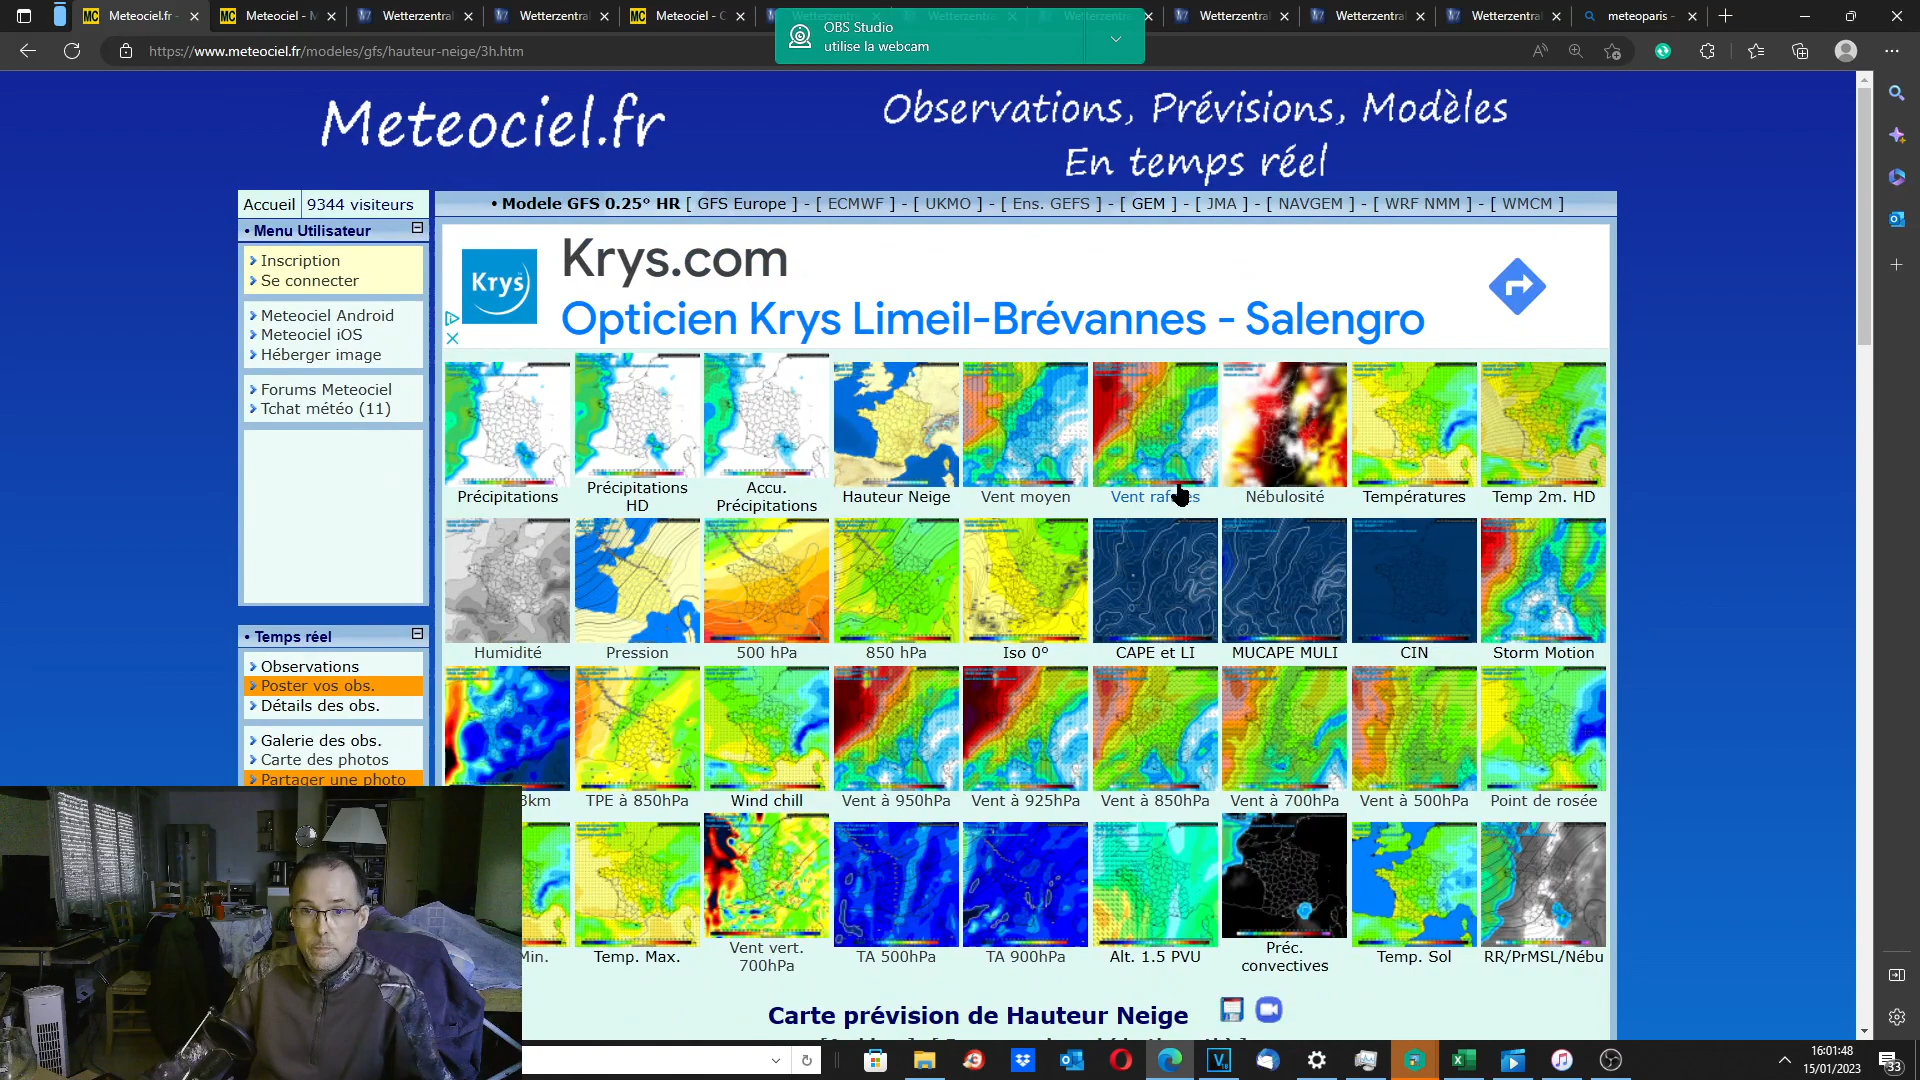 Meteociel.fr -
Meteociel - M
Wetterzentral
Wetterzentral
Meteociel - C
Wetterzentral
Wetterzentral
Wetterzentral
meteoparis -
OBS Studio
utilise la webcam
https://www.meteociel.fr/modeles/gfs/hauteur-neige/3h.htm
Meteociel.fr
Observations, Prévisions, Modèles
En temps réel
Accueil 9344 visiteurs
• Modele GFS 0.25° HR [ GFS Europe ] - [ ECMWF ] - [ UKMO ] - [ Ens. GEFS ] - [ GEM ] - [ JMA ] - [ NAVGEM ] - [ WRF NMM ] - [ WMCM ]
• Menu Utilisateur
Inscription
Se connecter
Meteociel Android
Meteociel iOS
Héberger image
Forums Meteociel
Tchat météo (11)
Krys
Krys.com
Opticien Krys Limeil-Brévannes - Salengro
Précipitations
Précipitations
HD
Accu.
Précipitations
Hauteur Neige
Vent moyen
Vent rafales
Nébulosité
Températures
Temp 2m. HD
Humidité
Pression
500 hPa
850 hPa
Iso 0°
CAPE et LI
MUCAPE MULI
CIN
Storm Motion
• Temps réel
Observations
Poster vos obs.
Détails des obs.
Galerie des obs.
Carte des photos
Partager une photo
3km
TPE à 850hPa
Wind chill
Vent à 950hPa
Vent à 925hPa
Vent à 850hPa
Vent à 700hPa
Vent à 500hPa
Point de rosée
Min.
Temp. Max.
Vent vert.
700hPa
TA 500hPa
TA 900hPa
Alt. 1.5 PVU
Préc.
convectives
Temp. Sol
RR/PrMSL/Nébu
Carte prévision de Hauteur Neige
16:01:48
15/01/2023
33